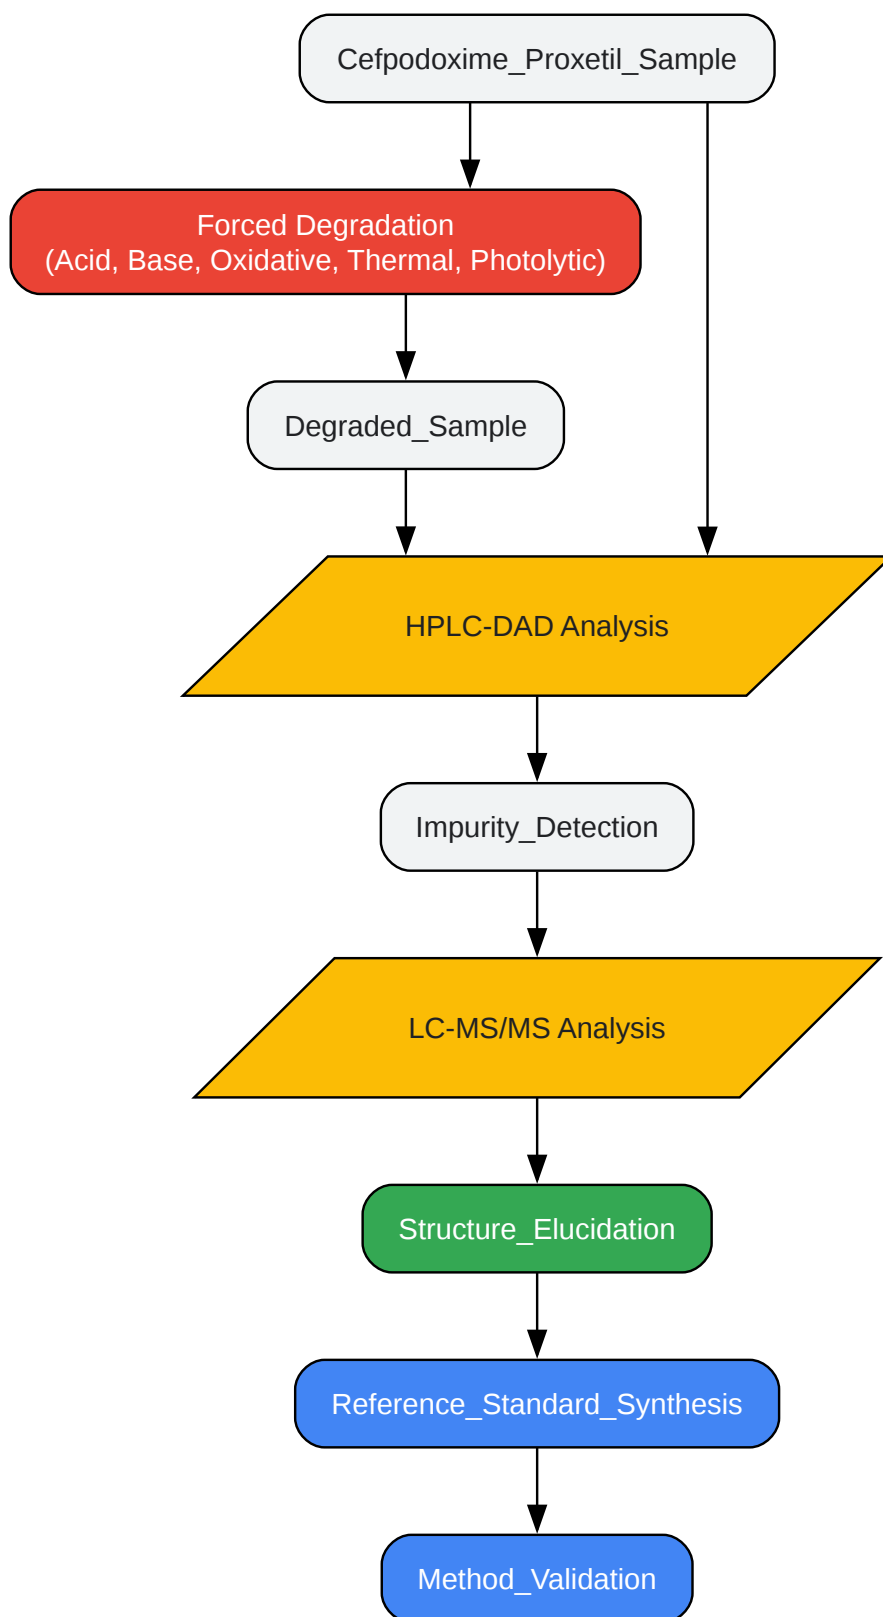 Cefpodoxime_Proxetil_Sample
Forced Degradation
(Acid, Base, Oxidative, Thermal, Photolytic)
Degraded_Sample
HPLC-DAD Analysis
Impurity_Detection
LC-MS/MS Analysis
Structure_Elucidation
Reference_Standard_Synthesis
Method_Validation